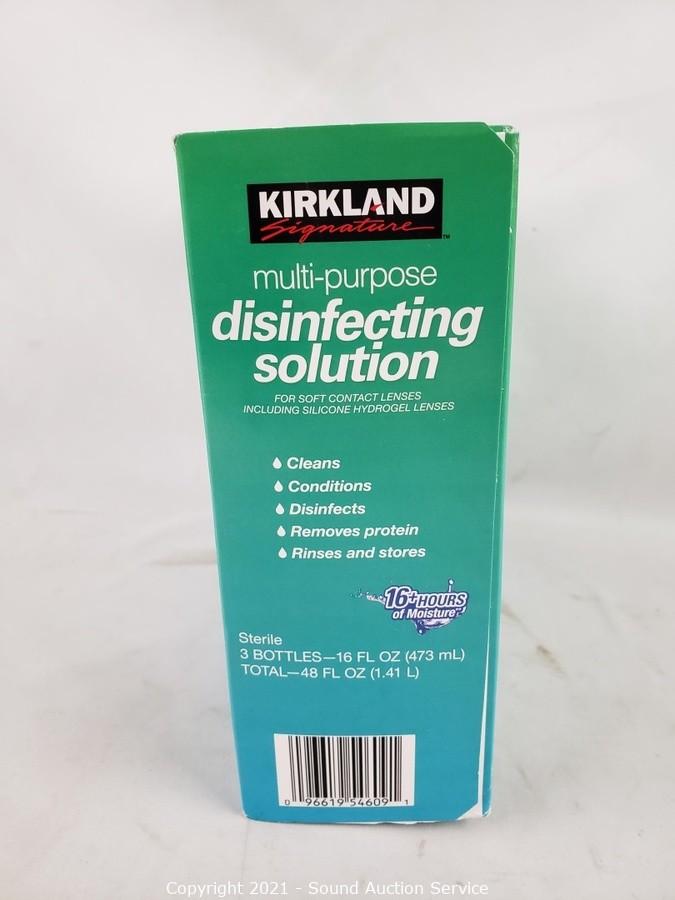 KIRKLAND
Signature™
multi-purpose
disinfecting
solution
FOR SOFT CONTACT LENSES
INCLUDING SILICONE HYDROGEL LENSES
Cleans
Conditions
Disinfects
Removes protein
Rinses and stores
16+HOURS
of Moisture™
Sterile
3 BOTTLES—16 FL OZ (473 mL)
TOTAL—48 FL OZ (1.41 L)
0 96619 54609 1
Copyright 2021 - Sound Auction Service